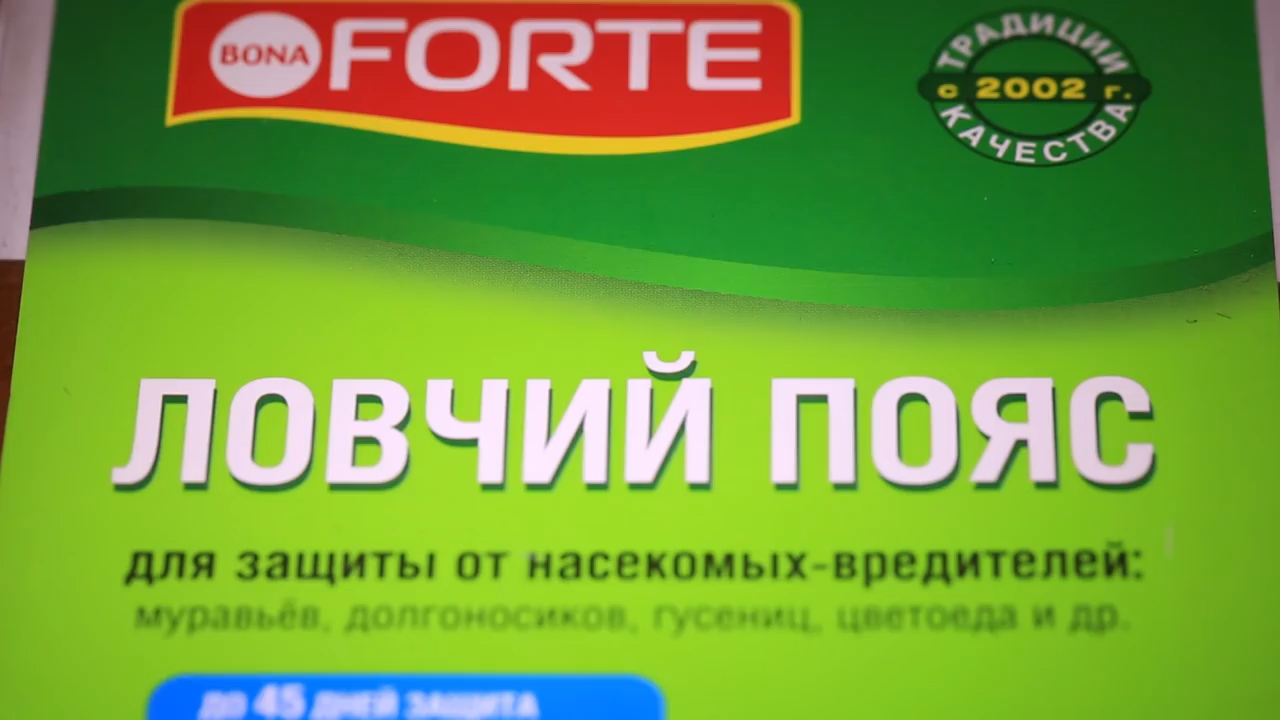 BONA FORTE
ТРАДИЦИИ
с 2002 г.
КАЧЕСТВА
ЛОВЧИЙ ПОЯС
для защиты от насекомых-вредителей:
муравьёв, долгоносиков, гусениц, цветоеда и др.
до 45 дней защита